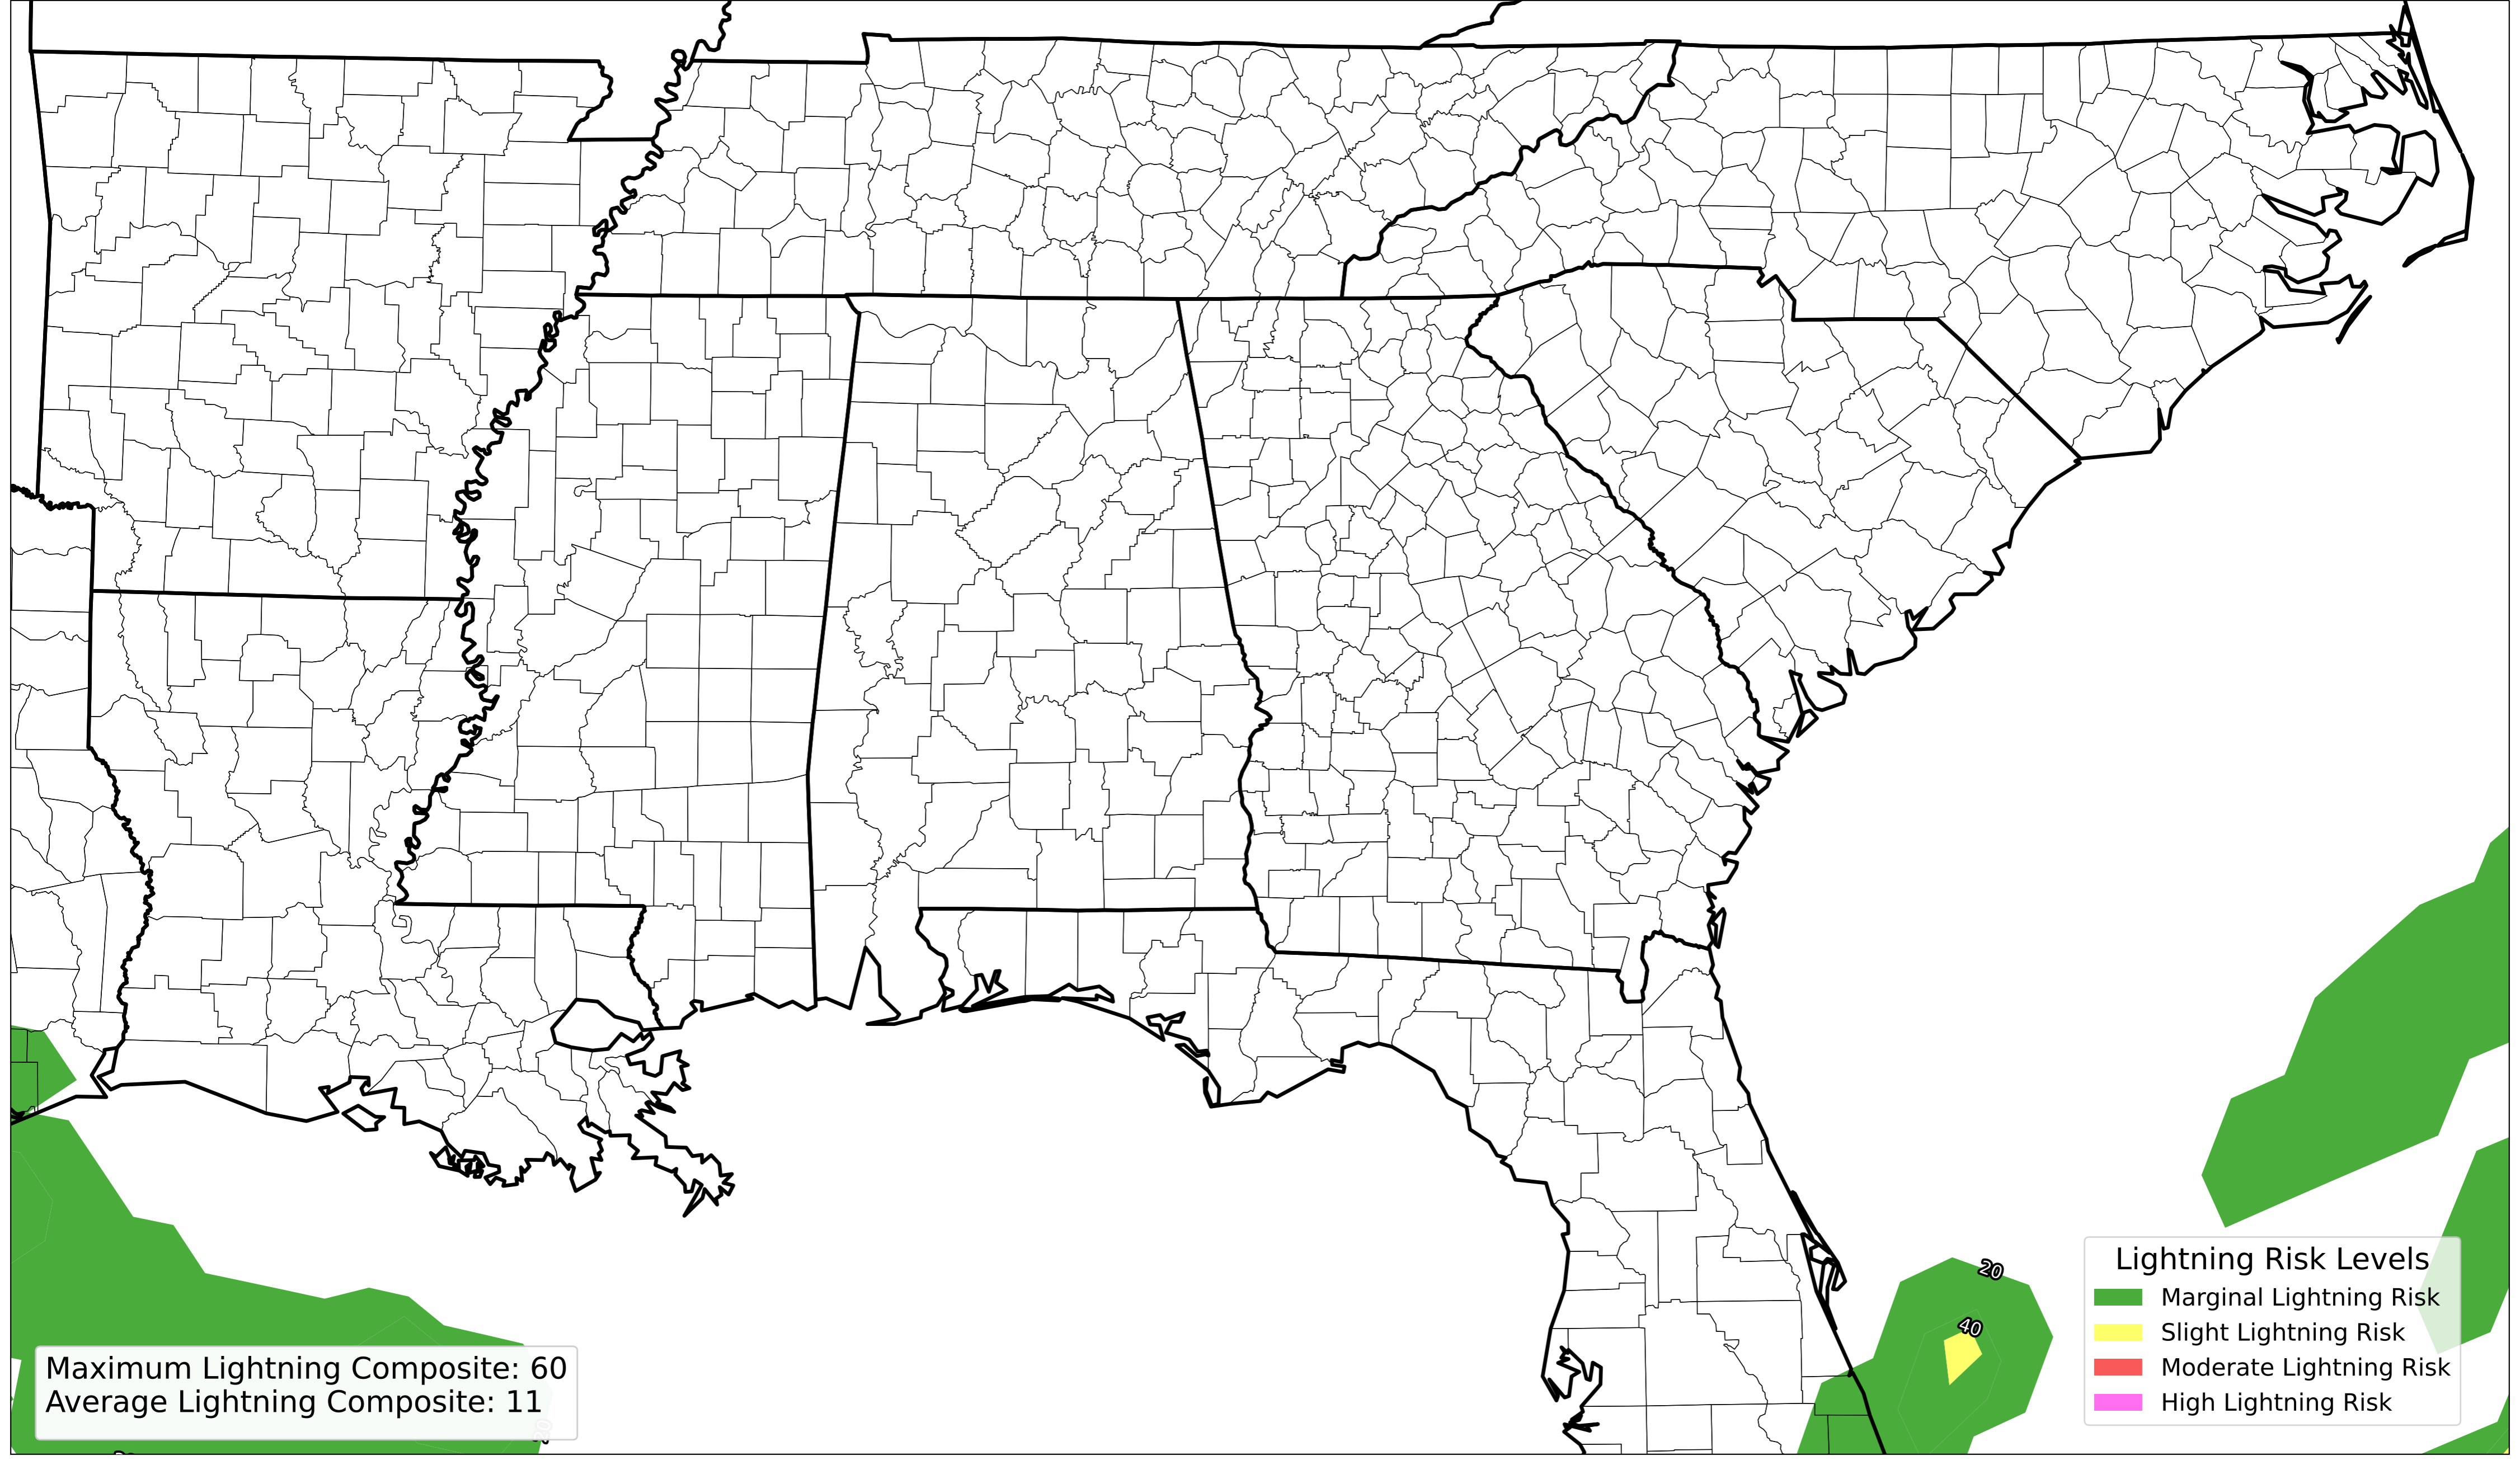 20
40
Lightning Risk Levels
Marginal Lightning Risk
Slight Lightning Risk
Moderate Lightning Risk
High Lightning Risk
Maximum Lightning Composite: 60
Average Lightning Composite: 11